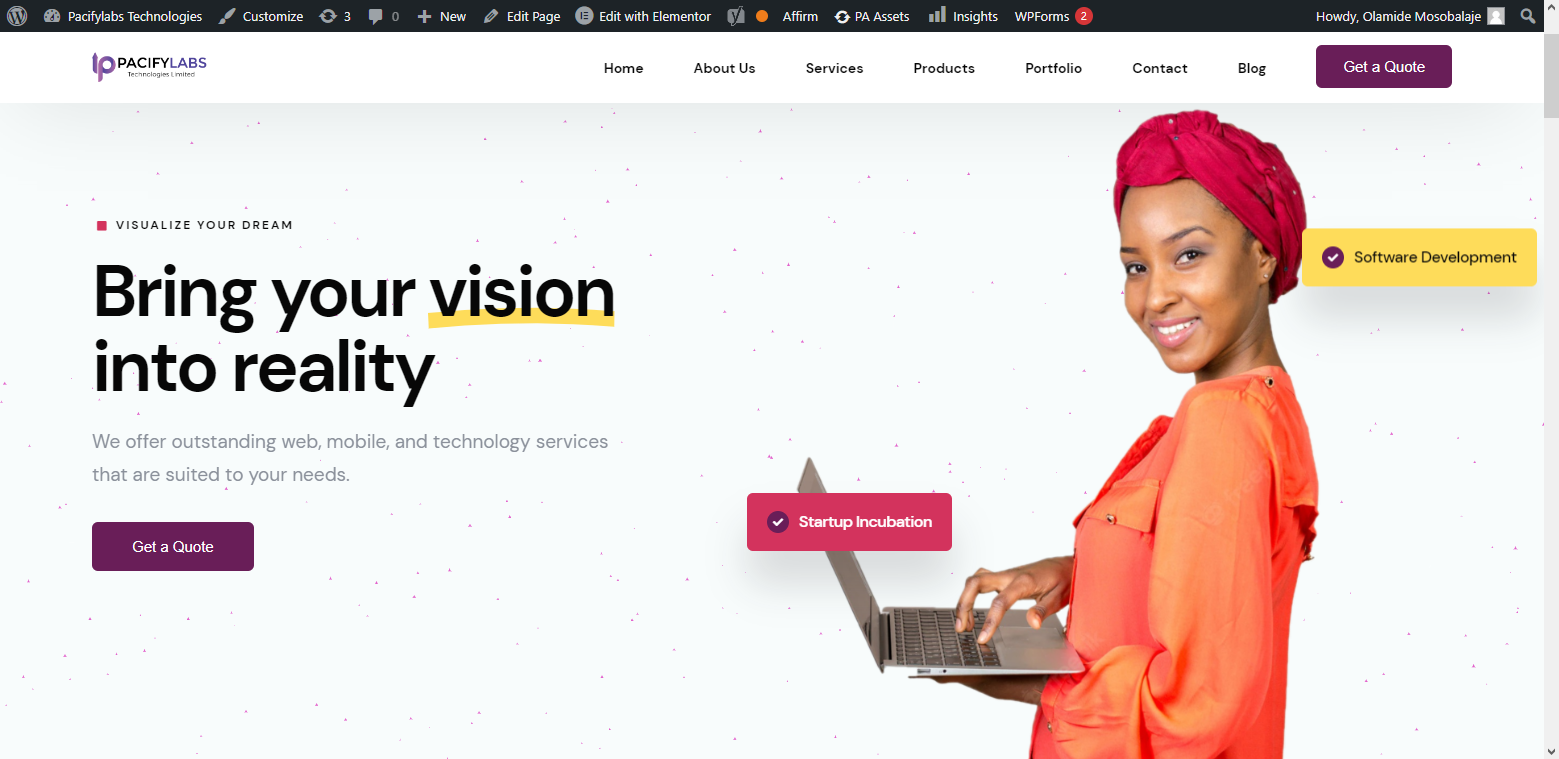 Pacifylabs Technologies Customize 3 0 New Edit Page Edit with Elementor Affirm PA Assets Insights WPForms 2 Howdy, Olamide Mosobalaje
PACIFYLABS
Technologies Limited
Home About Us Services Products Portfolio Contact Blog Get a Quote
VISUALIZE YOUR DREAM
Software Development
Bring your vision
into reality
We offer outstanding web, mobile, and technology services
that are suited to your needs.
Startup Incubation
Get a Quote